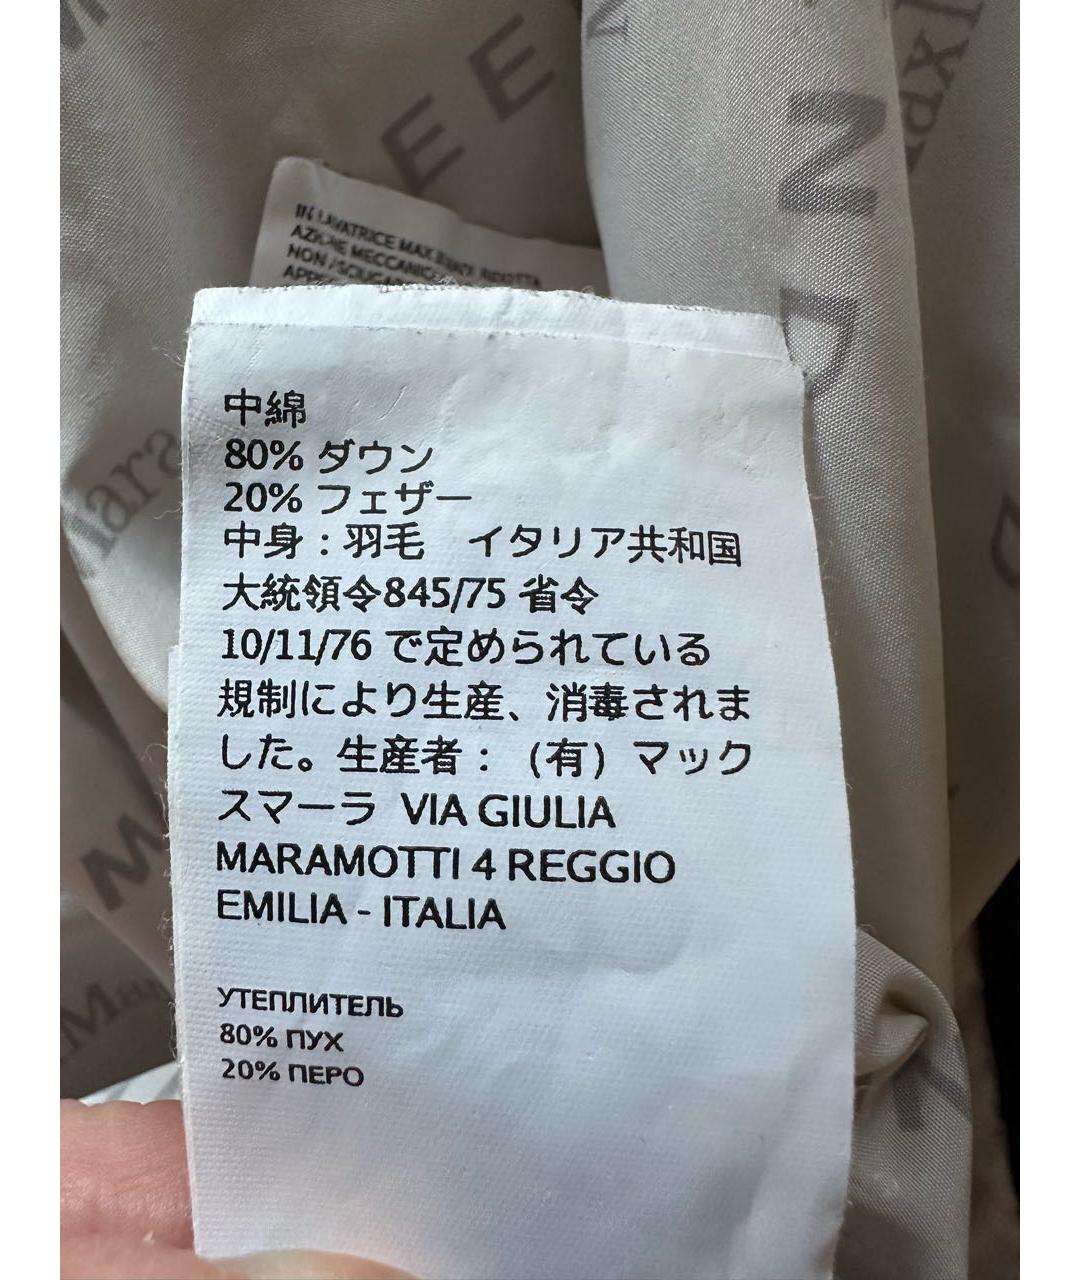 E E
N
D
IN LAVATRICE MAX
NON
中綿
80% ダウン
20% フェザー
中身：羽毛　イタリア共和国
大統領令845/75 省令
10/11/76 で定められている
規制により生産、消毒されま
した。生産者：（有）マック
スマーラ VIA GIULIA
MARAMOTTI 4 REGGIO
EMILIA - ITALIA
УТЕПЛИТЕЛЬ
80% ПУХ
20% ПЕРО